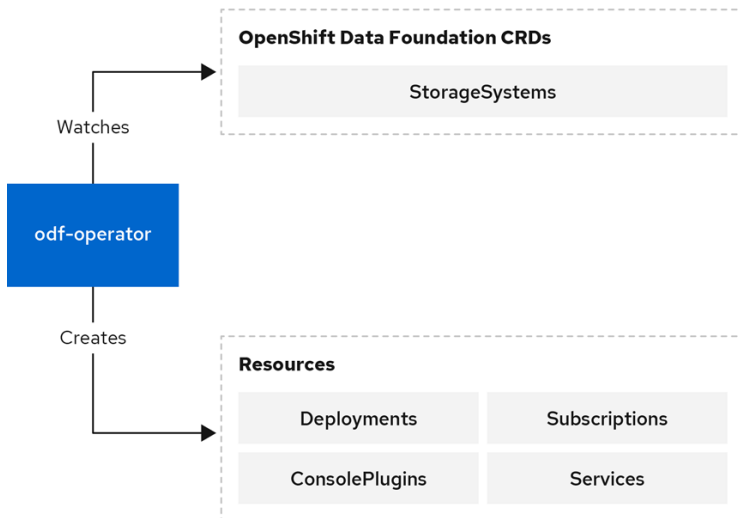 OpenShift Data Foundation CRDs
StorageSystems
Watches
odf-operator
Creates
Resources
Deployments
Subscriptions
ConsolePlugins
Services